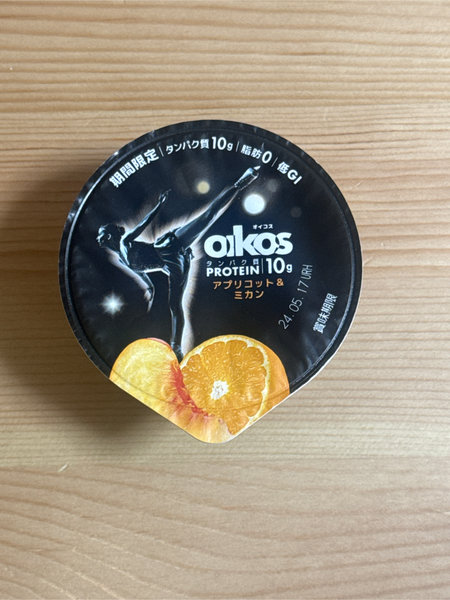 期間限定 | タンパク質10g | 脂肪0 | 低GI
オイコス
oikos
タンパク質
PROTEIN | 10g
アプリコット&
ミカン
24.05.17 URH
賞味期限